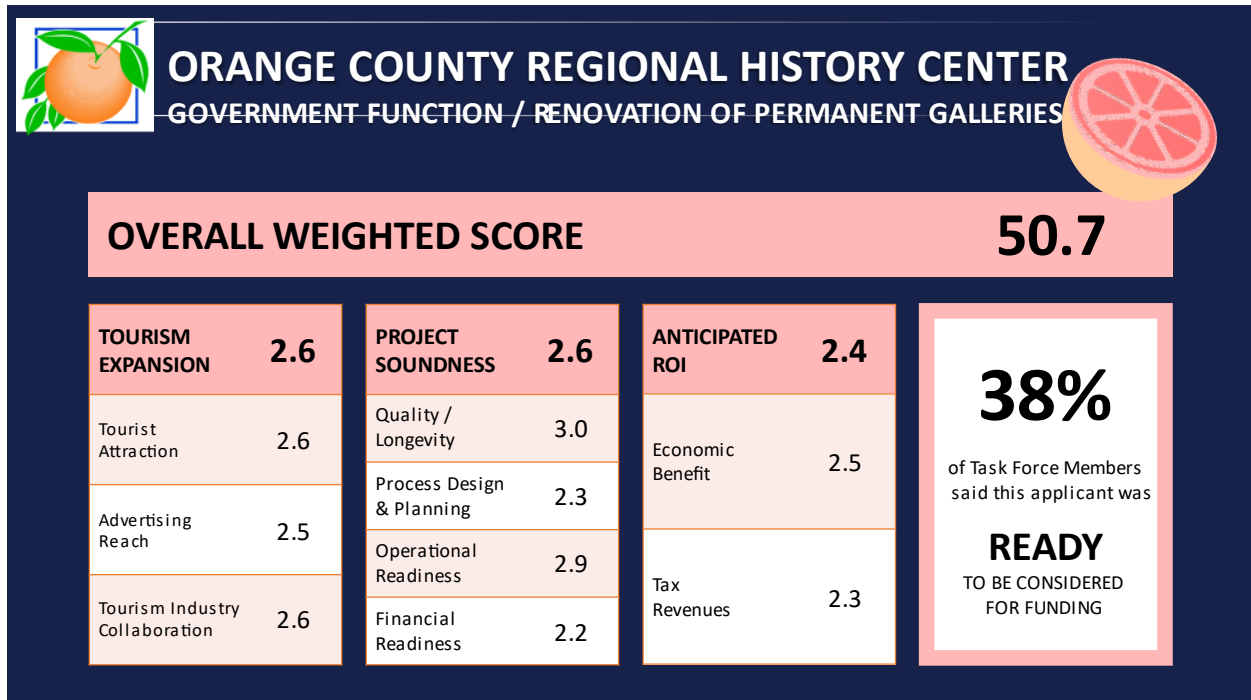 ORANGE COUNTY REGIONAL HISTORY CENTER
GOVERNMENT FUNCTION / RENOVATION OF PERMANENT GALLERIES
OVERALL WEIGHTED SCORE 50.7
TOURISM
EXPANSION 2.6
Tourist
Attraction 2.6
Advertising
Reach 2.5
Tourism Industry
Collaboration 2.6
PROJECT
SOUNDNESS 2.6
Quality /
Longevity 3.0
Process Design
& Planning 2.3
Operational
Readiness 2.9
Financial
Readiness 2.2
ANTICIPATED
ROI 2.4
Economic
Benefit 2.5
Tax
Revenues 2.3
38%
of Task Force Members
said this applicant was
READY
TO BE CONSIDERED
FOR FUNDING